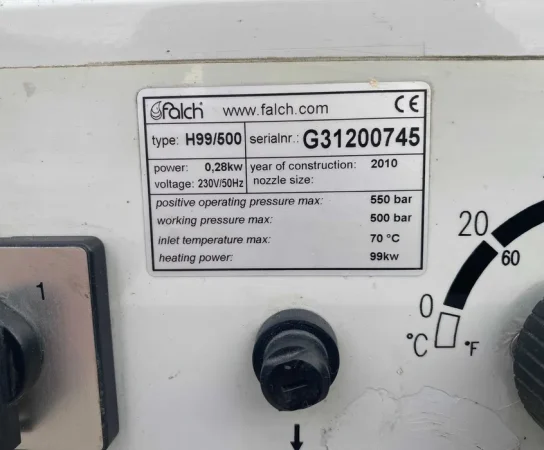 falch www.falch.com CE
type: H99/500 serialnr.: G31200745
power: 0,28kw year of construction: 2010
voltage: 230V/50Hz nozzle size:
positive operating pressure max: 550 bar
working pressure max: 500 bar
inlet temperature max: 70 °C
heating power: 99kw
1
20
60
0
°C °F